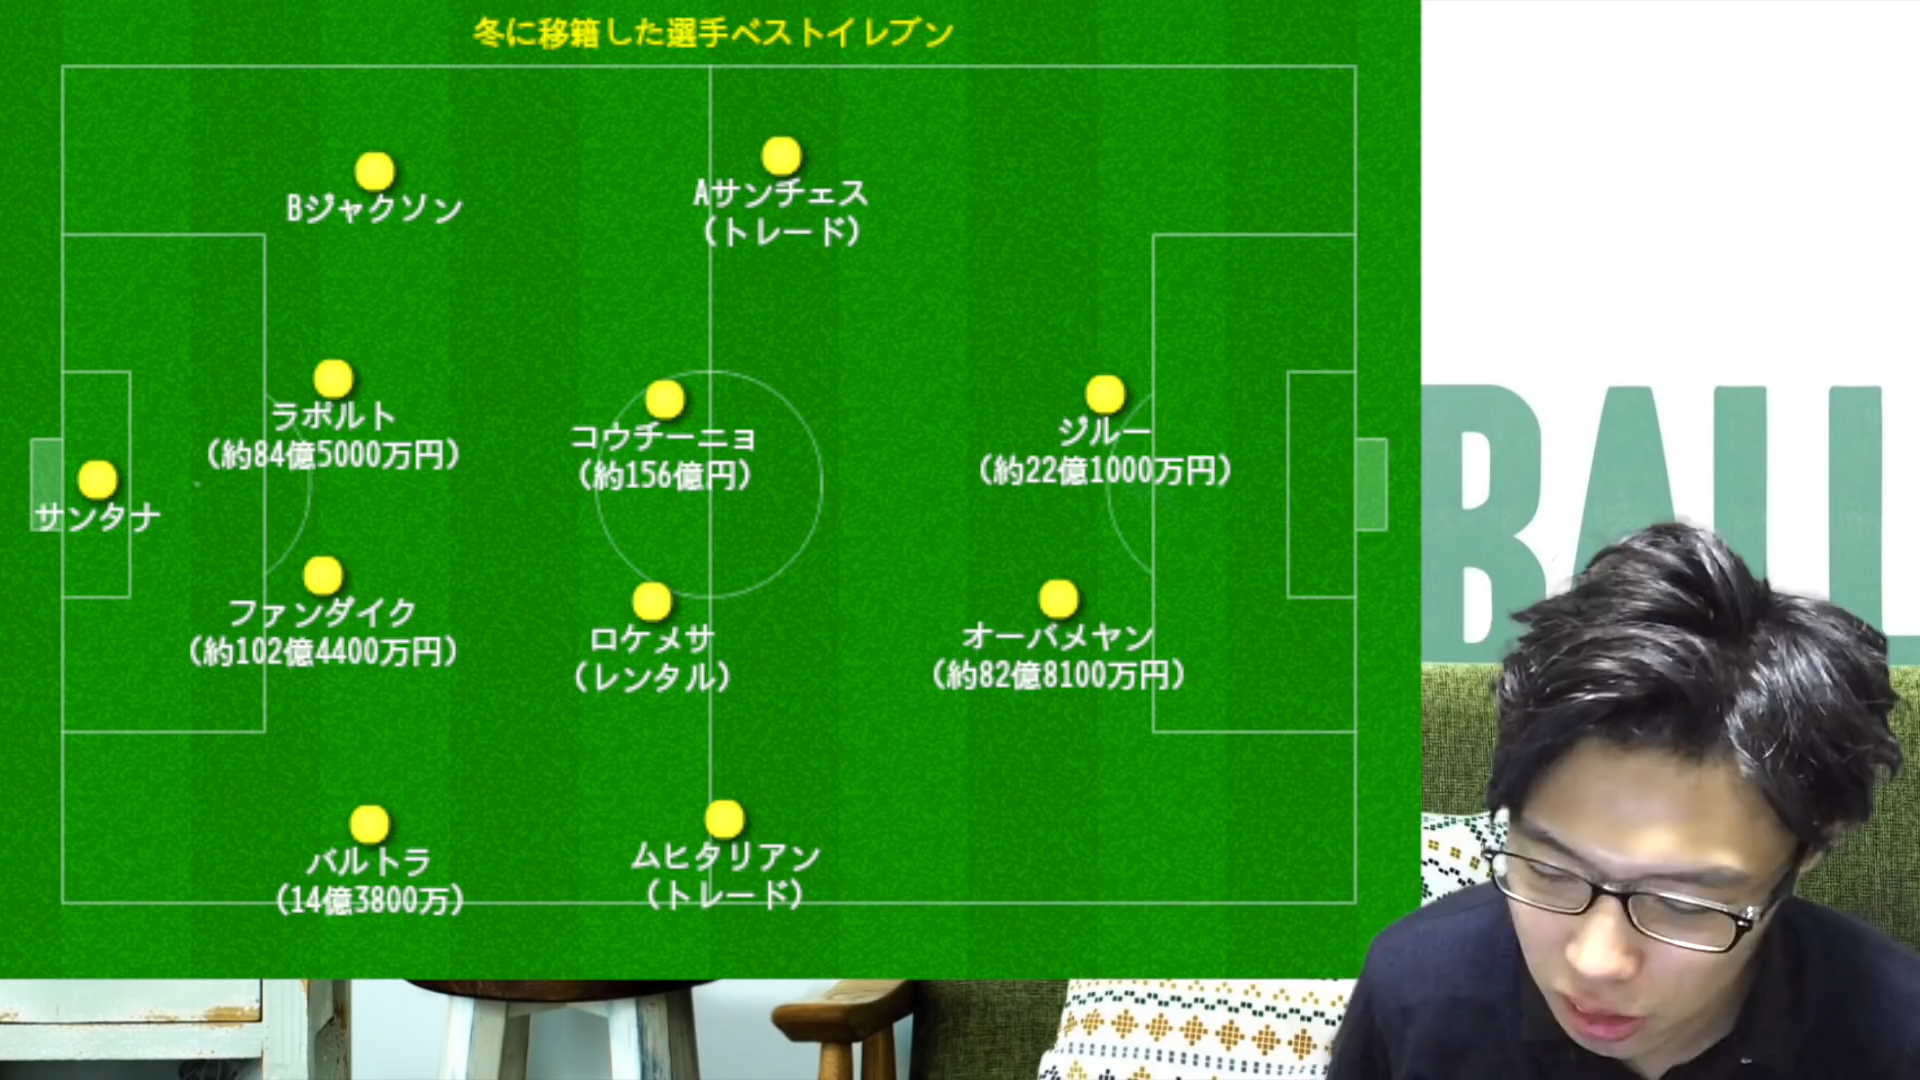 冬に移籍した選手ベストイレブン
Bジャクソン
Aサンチェス
(トレード)
ラポルト
(約84億5000万円)
コウチーニョ
(約156億円)
ジルー
(約22億1000万円)
サンタナ
ファンダイク
(約102億4400万円)
ロケメサ
(レンタル)
オーバメヤン
(約82億8100万円)
バルトラ
(14億3800万)
ムヒタリアン
(トレード)
BALL